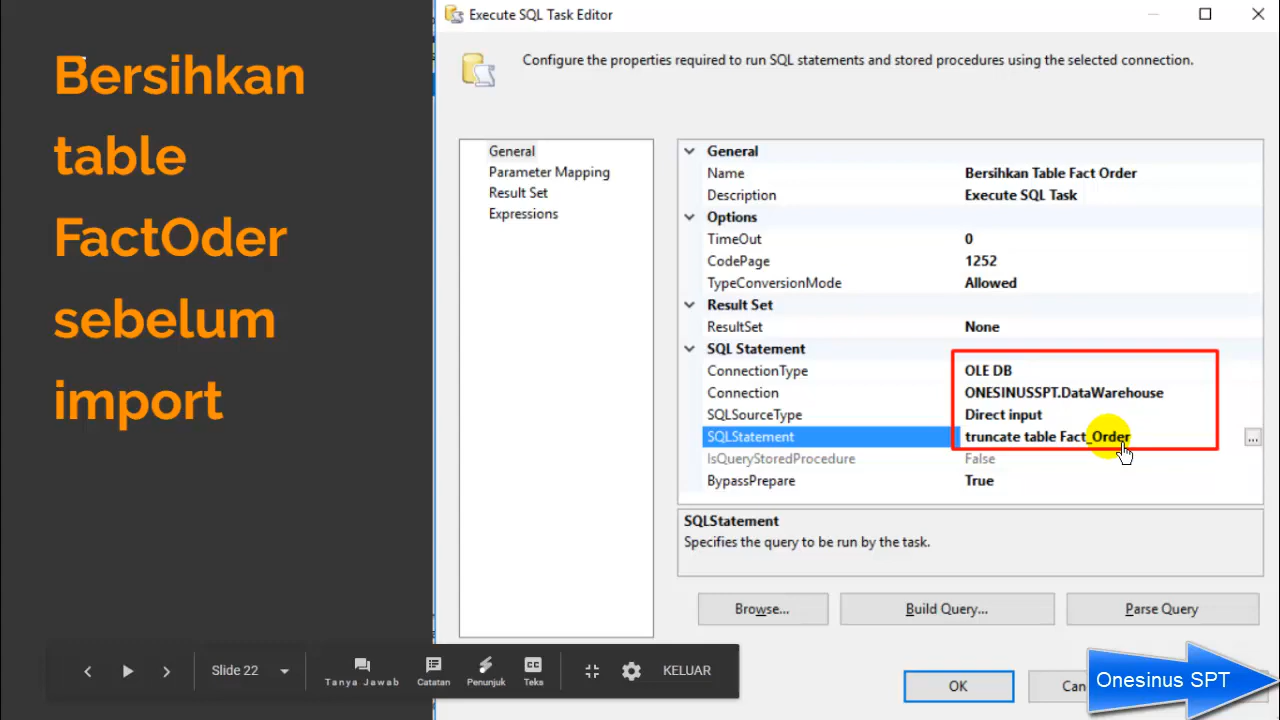 Bersihkan
table
FactOder
sebelum
import
Execute SQL Task Editor
Configure the properties required to run SQL statements and stored procedures using the selected connection.
General
Parameter Mapping
Result Set
Expressions
General
Name Bersihkan Table Fact Order
Description Execute SQL Task
Options
TimeOut 0
CodePage 1252
TypeConversionMode Allowed
Result Set
ResultSet None
SQL Statement
ConnectionType OLE DB
Connection ONESINUSSPT.DataWarehouse
SQLSourceType Direct input
SQLStatement truncate table Fact_Order ...
IsQueryStoredProcedure False
BypassPrepare True
SQLStatement
Specifies the query to be run by the task.
Browse... Build Query... Parse Query
OK Can
Onesinus SPT
Slide 22
Tanya Jawab
Catatan
Penunjuk
CC
Teks
KELUAR